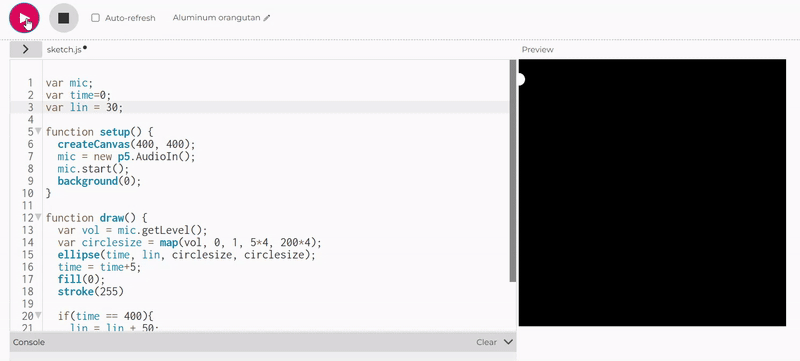 Auto-refresh Aluminum orangutan
sketch.js Preview
1 var mic;
2 var time=0;
3 var lin = 30;
4
5 function setup() {
6 createCanvas(400, 400);
7 mic = new p5.AudioIn();
8 mic.start();
9 background(0);
10 }
11
12 function draw() {
13 var vol = mic.getLevel();
14 var circlesize = map(vol, 0, 1, 5*4, 200*4);
15 ellipse(time, lin, circlesize, circlesize);
16 time = time+5;
17 fill(0);
18 stroke(255)
19
20 if(time == 400){
21 lin = lin + 50;
Console Clear